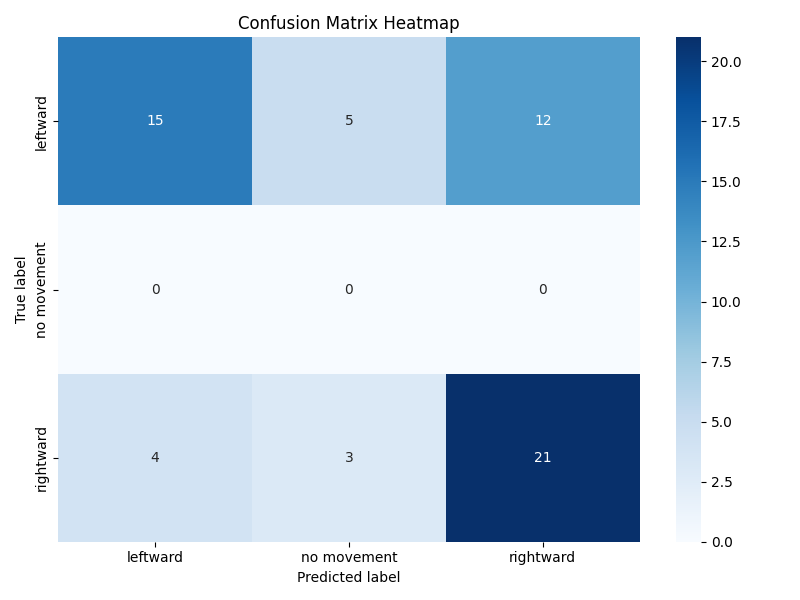 Confusion Matrix Heatmap
True label
leftward
15
5
12
no movement
0
0
0
rightward
4
3
21
leftward
no movement
rightward
Predicted label
20.0
17.5
15.0
12.5
10.0
7.5
5.0
2.5
0.0